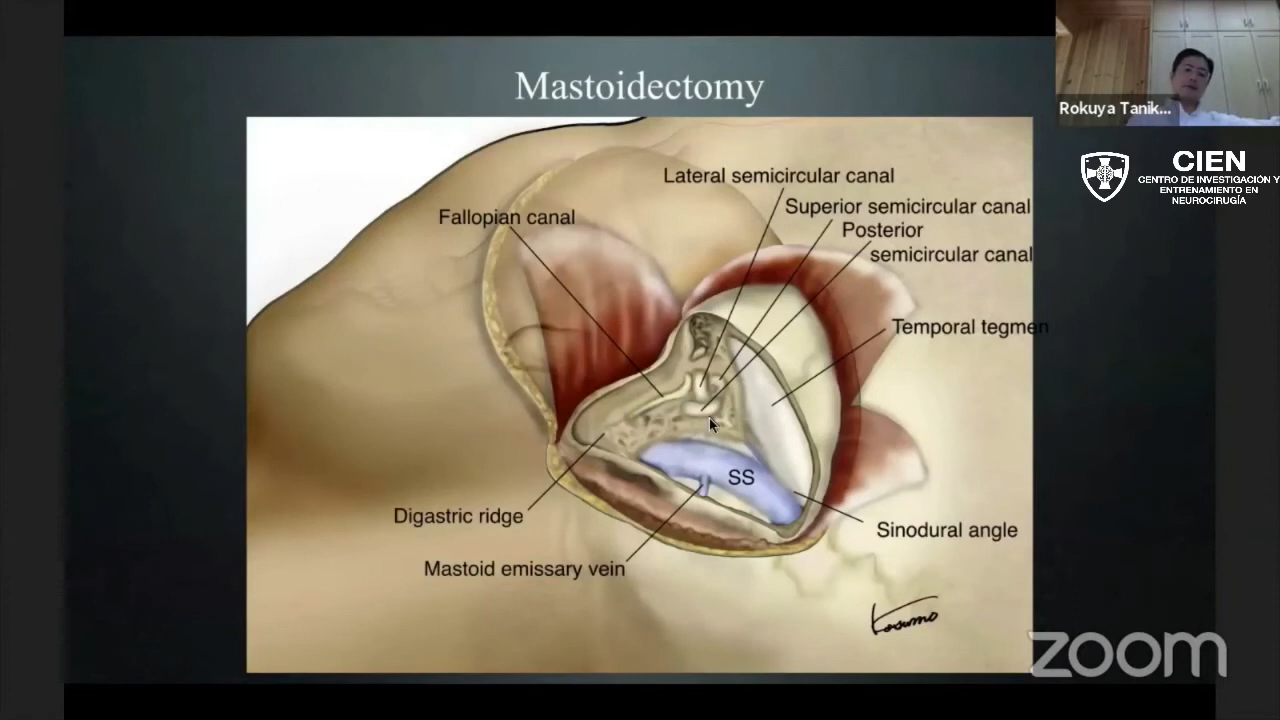 Mastoidectomy
Rokuya Tanik...
CIEN
CENTRO DE INVESTIGACIÓN Y
ENTRENAMIENTO EN
NEUROCIRUGÍA
Lateral semicircular canal
Superior semicircular canal
Fallopian canal
Posterior
semicircular canal
Temporal tegmen
SS
Digastric ridge
Sinodural angle
Mastoid emissary vein
zoom